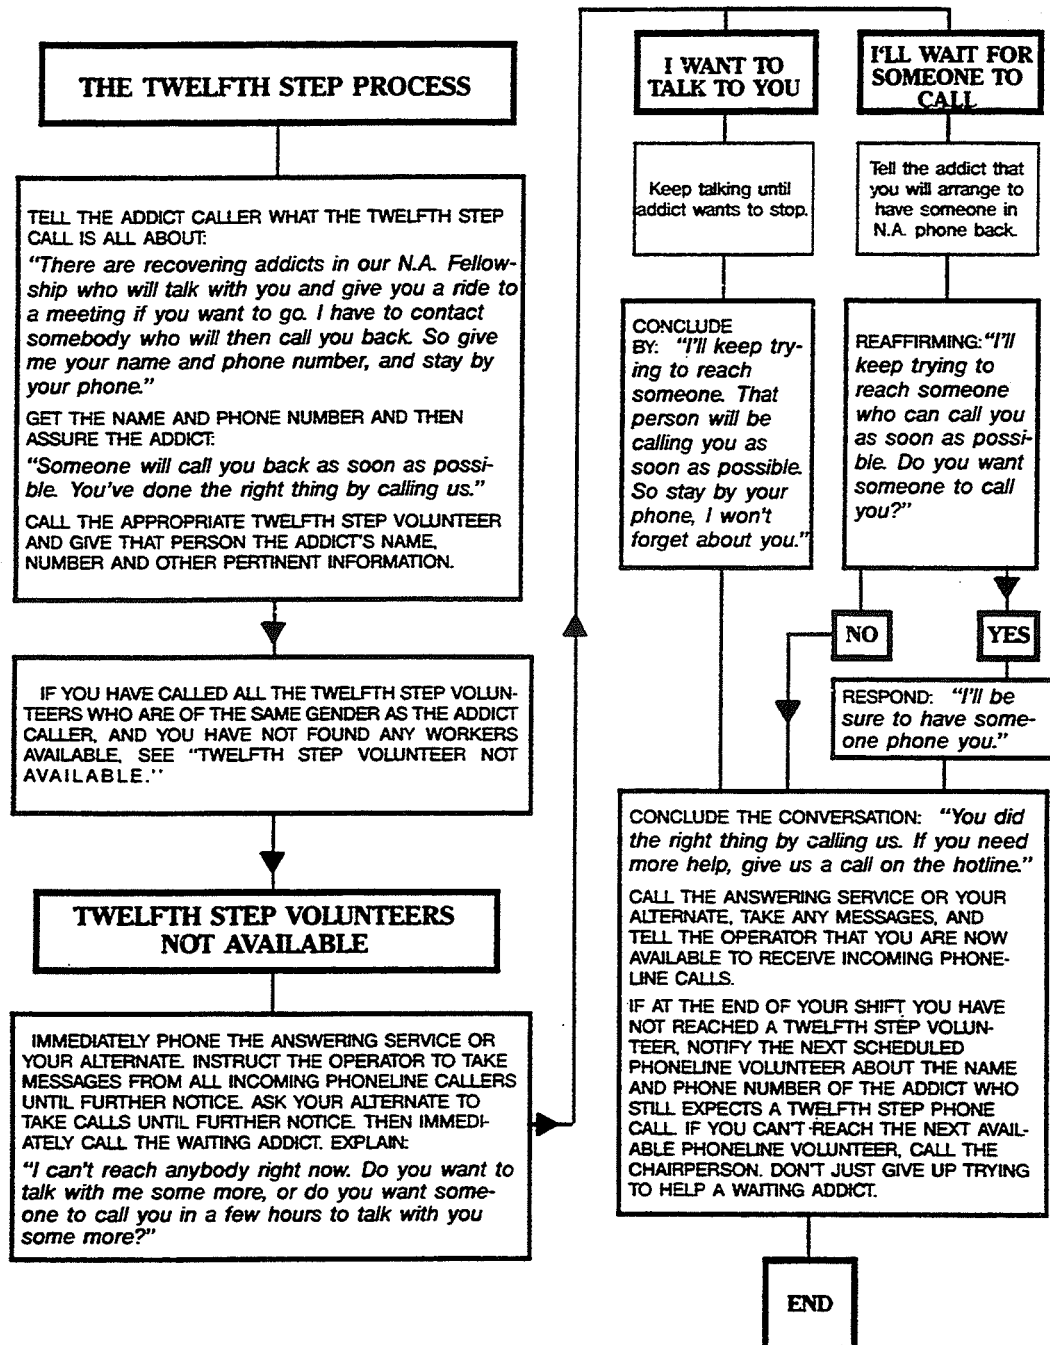 THE TWELFTH STEP PROCESS
TELL THE ADDICT CALLER WHAT THE TWELFTH STEP
CALL IS ALL ABOUT:
"There are recovering addicts in our N.A. Fellow-
ship who will talk with you and give you a ride to
a meeting if you want to go. I have to contact
somebody who will then call you back. So give
me your name and phone number, and stay by
your phone."
GET THE NAME AND PHONE NUMBER AND THEN
ASSURE THE ADDICT:
"Someone will call you back as soon as possi-
ble. You've done the right thing by calling us."
CALL THE APPROPRIATE TWELFTH STEP VOLUNTEER
AND GIVE THAT PERSON THE ADDICT'S NAME,
NUMBER AND OTHER PERTINENT INFORMATION.
IF YOU HAVE CALLED ALL THE TWELFTH STEP VOLUN-
TEERS WHO ARE OF THE SAME GENDER AS THE ADDICT
CALLER, AND YOU HAVE NOT FOUND ANY WORKERS
AVAILABLE, SEE "TWELFTH STEP VOLUNTEER NOT
AVAILABLE."
TWELFTH STEP VOLUNTEERS
NOT AVAILABLE
IMMEDIATELY PHONE THE ANSWERING SERVICE OR
YOUR ALTERNATE. INSTRUCT THE OPERATOR TO TAKE
MESSAGES FROM ALL INCOMING PHONELINE CALLERS
UNTIL FURTHER NOTICE. ASK YOUR ALTERNATE TO
TAKE CALLS UNTIL FURTHER NOTICE. THEN IMMEDI-
ATELY CALL THE WAITING ADDICT. EXPLAIN:
"I can't reach anybody right now. Do you want to
talk with me some more, or do you want some-
one to call you in a few hours to talk with you
some more?"
I WANT TO
TALK TO YOU
Keep talking until
addict wants to stop.
CONCLUDE
BY: "I'll keep try-
ing to reach
someone. That
person will be
calling you as
soon as possible.
So stay by your
phone, I won't
forget about you."
I'LL WAIT FOR
SOMEONE TO
CALL
Tell the addict that
you will arrange to
have someone in
N.A. phone back.
REAFFIRMING: "I'll
keep trying to
reach someone
who can call you
as soon as possi-
ble. Do you want
someone to call
you?"
NO
YES
RESPOND: "I'll be
sure to have some-
one phone you."
CONCLUDE THE CONVERSATION: "You did
the right thing by calling us. If you need
more help, give us a call on the hotline."
CALL THE ANSWERING SERVICE OR YOUR
ALTERNATE, TAKE ANY MESSAGES, AND
TELL THE OPERATOR THAT YOU ARE NOW
AVAILABLE TO RECEIVE INCOMING PHONE-
LINE CALLS.
IF AT THE END OF YOUR SHIFT YOU HAVE
NOT REACHED A TWELFTH STEP VOLUN-
TEER, NOTIFY THE NEXT SCHEDULED
PHONELINE VOLUNTEER ABOUT THE NAME
AND PHONE NUMBER OF THE ADDICT WHO
STILL EXPECTS A TWELFTH STEP PHONE
CALL. IF YOU CAN'T REACH THE NEXT AVAIL-
ABLE PHONELINE VOLUNTEER, CALL THE
CHAIRPERSON. DON'T JUST GIVE UP TRYING
TO HELP A WAITING ADDICT.
END